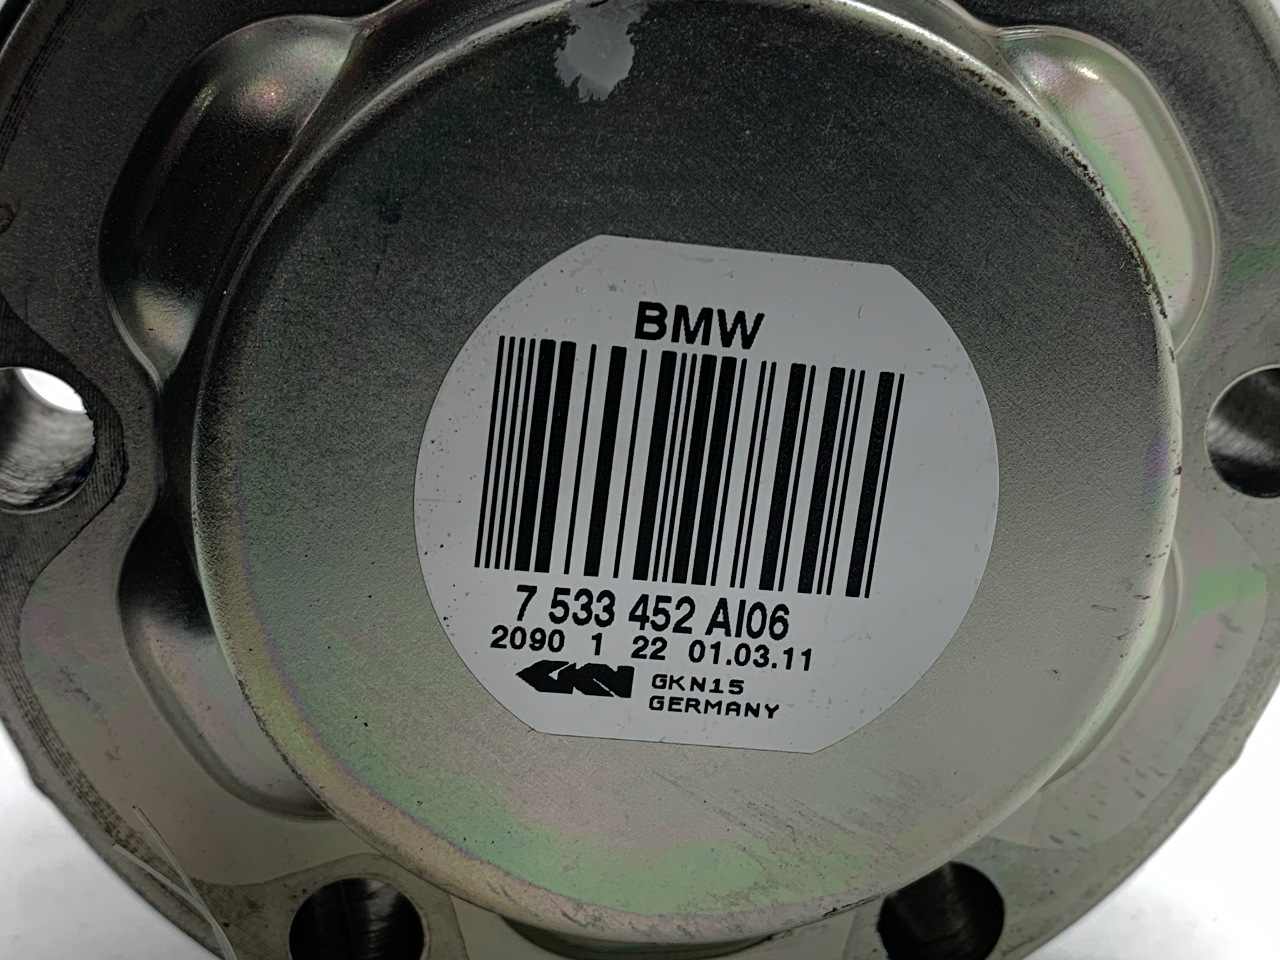 BMW
7 533 452 AI06
2090 1 22 01.03.11
GKN GKN15
GERMANY